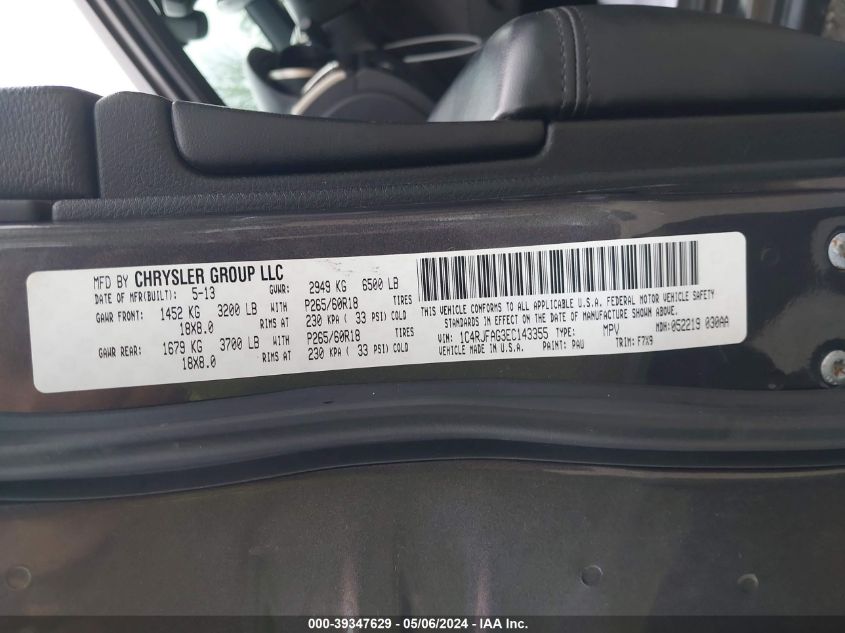 MFD BY CHRYSLER GROUP LLC
DATE OF MFR(BUILT): 5-13 GVWR: 2949 KG 6500 LB
GAWR FRONT: 1452 KG 3200 LB WITH P265/60R18 TIRES
18X8.0 RIMS AT 230 KPA ( 33 PSI) COLD
GAWR REAR: 1679 KG 3700 LB WITH P265/60R18 TIRES
18X8.0 RIMS AT 230 KPA ( 33 PSI) COLD
THIS VEHICLE CONFORMS TO ALL APPLICABLE U.S.A. FEDERAL MOTOR VEHICLE SAFETY
STANDARDS IN EFFECT ON THE DATE OF MANUFACTURE SHOWN ABOVE.
VIN: 1C4RJFAG3EC143355 TYPE: MPV MDH: 052219 030AA
VEHICLE MADE IN U.S.A. PAINT: PAU TRIM: F7X9
000-39347629 - 05/06/2024 - IAA Inc.